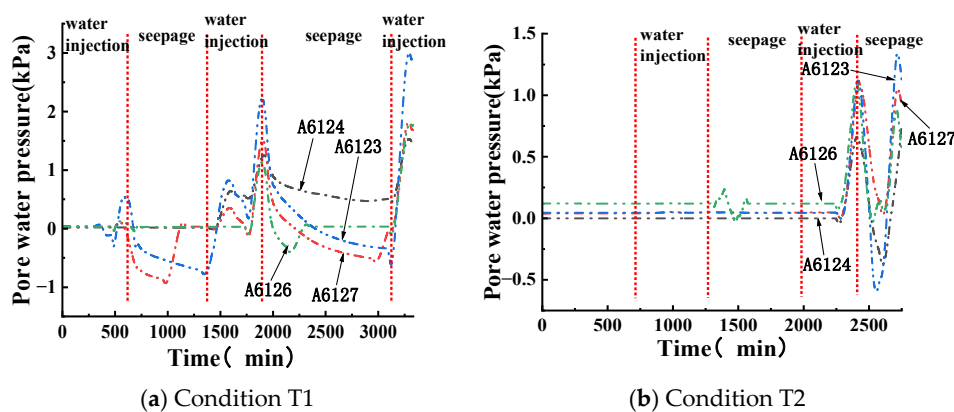 water
injection
seepage
water
injection
seepage
water
injection
Pore water pressure(kPa)
3
2
1
0
−1
A6124
A6123
A6126
A6127
0
500
1000
1500
2000
2500
3000
Time( min)
(a) Condition T1
water
injection
seepage
water
injection
seepage
Pore water pressure(kPa)
1.5
1.0
0.5
0.0
−0.5
A6123
A6127
A6126
A6124
0
500
1000
1500
2000
2500
Time( min)
(b) Condition T2